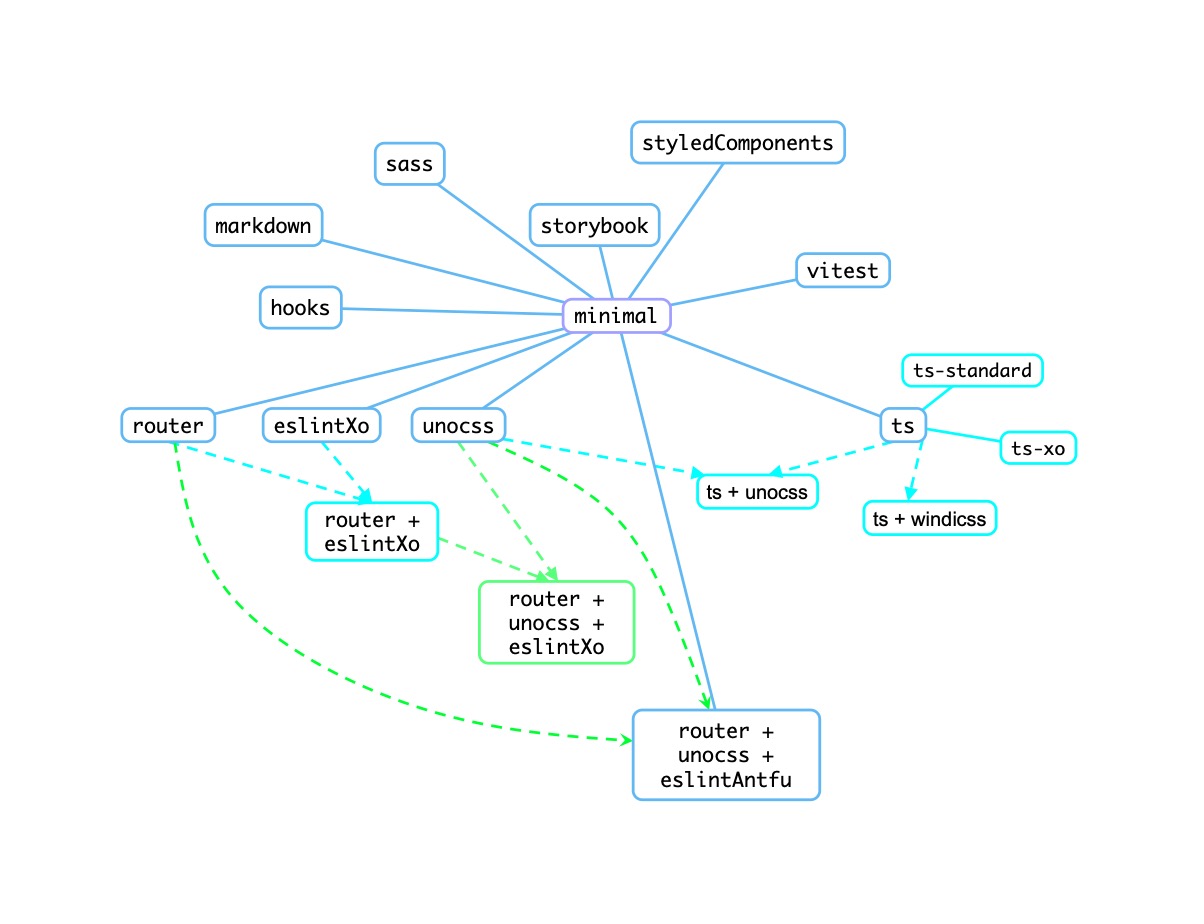 styledComponents
sass
markdown
storybook
vitest
hooks
minimal
ts-standard
router
eslintXo
unocss
ts
ts-xo
ts + unocss
ts + windicss
router +
eslintXo
router +
unocss +
eslintXo
router +
unocss +
eslintAntfu